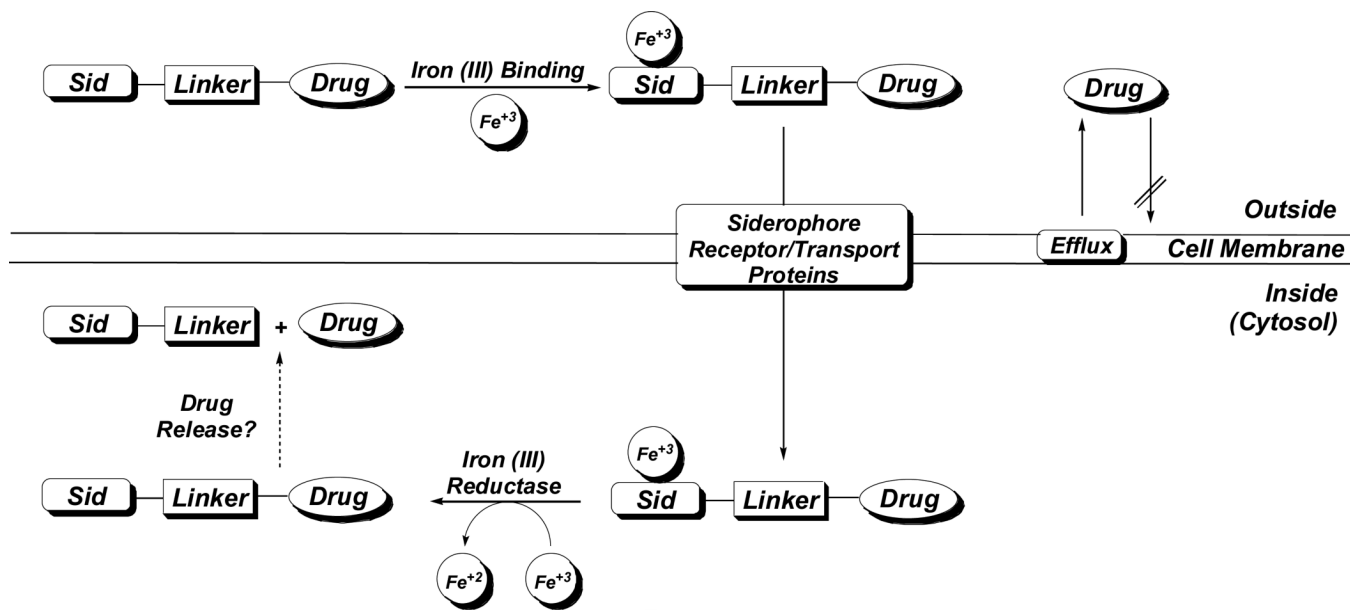 Sid
Linker
Drug
Iron (III) Binding
Fe+3
Fe+3
Sid
Linker
Drug
Drug
Siderophore
Receptor/Transport
Proteins
Efflux
Outside
Cell Membrane
Inside
(Cytosol)
Sid
Linker
+
Drug
Drug
Release?
Sid
Linker
Drug
Iron (III)
Reductase
Fe+2
Fe+3
Fe+3
Sid
Linker
Drug